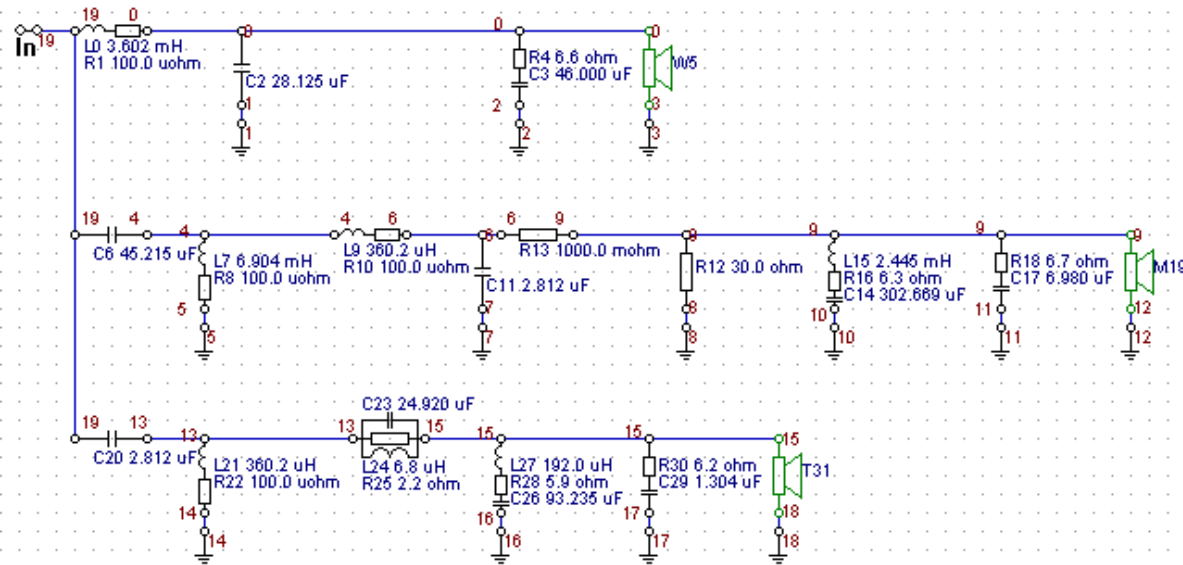 19 0
In 19
L0 3.602 mH
R1 100.0 uohm
0
C2 28.125 uF
1
1
0
R4 6.6 ohm
C3 46.000 uF
2
2
0
W5
3
3
19 4
C6 45.215 uF
4
L7 6.904 mH
R8 100.0 uohm
5
5
4 6
L9 360.2 uH
R10 100.0 uohm
6
C11 2.812 uF
7
7
6 9
R13 1000.0 mohm
9
R12 30.0 ohm
8
8
9
L15 2.445 mH
R16 6.3 ohm
C14 302.669 uF
10
10
9
R18 6.7 ohm
C17 6.980 uF
11
11
9
M19
12
12
19 13
C20 2.812 uF
13
L21 360.2 uH
R22 100.0 uohm
14
14
C23 24.920 uF
13 15
L24 6.8 uH
R25 2.2 ohm
15
L27 192.0 uH
R28 5.9 ohm
C26 93.235 uF
16
16
15
R30 6.2 ohm
C29 1.304 uF
17
17
15
T31
18
18